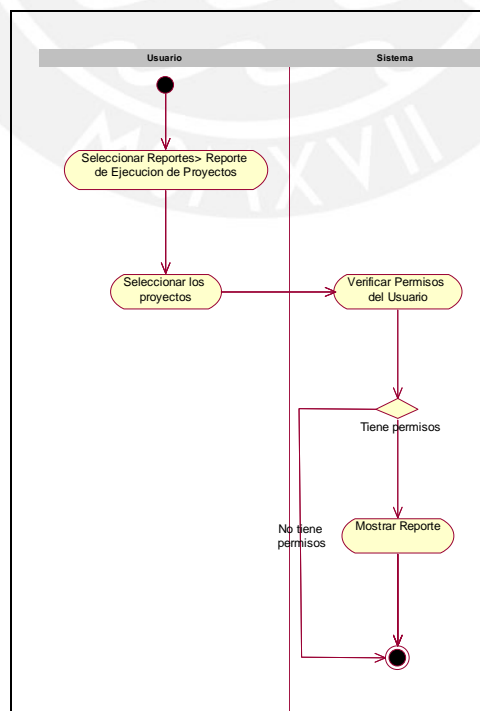 Usuario
Sistema
Seleccionar Reportes> Reporte
de Ejecucion de Proyectos
Seleccionar los
proyectos
Verificar Permisos
del Usuario
Tiene permisos
No tiene
permisos
Mostrar Reporte
MCMXVII